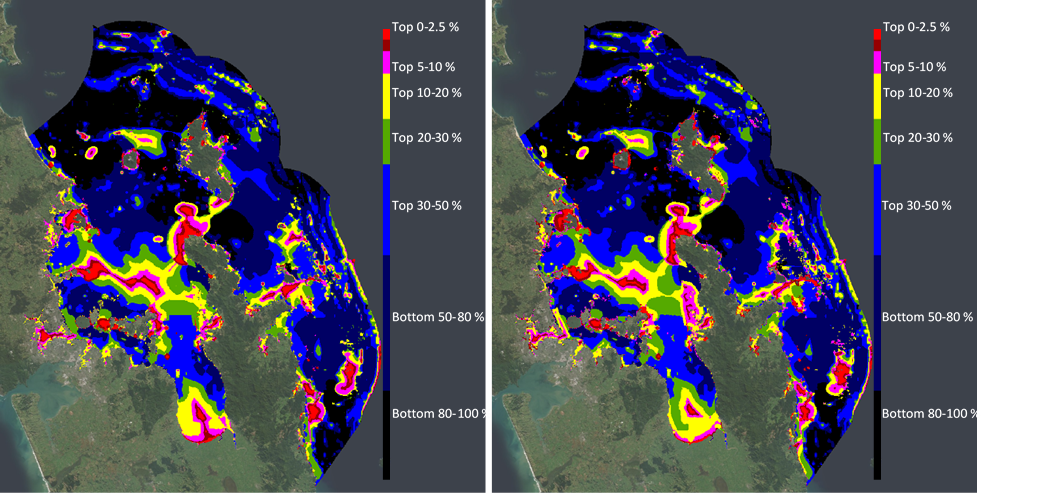 Top 0-2.5 %
Top 5-10 %
Top 10-20 %
Top 20-30 %
Top 30-50 %
Bottom 50-80 %
Bottom 80-100 %
Top 0-2.5 %
Top 5-10 %
Top 10-20 %
Top 20-30 %
Top 30-50 %
Bottom 50-80 %
Bottom 80-100 %